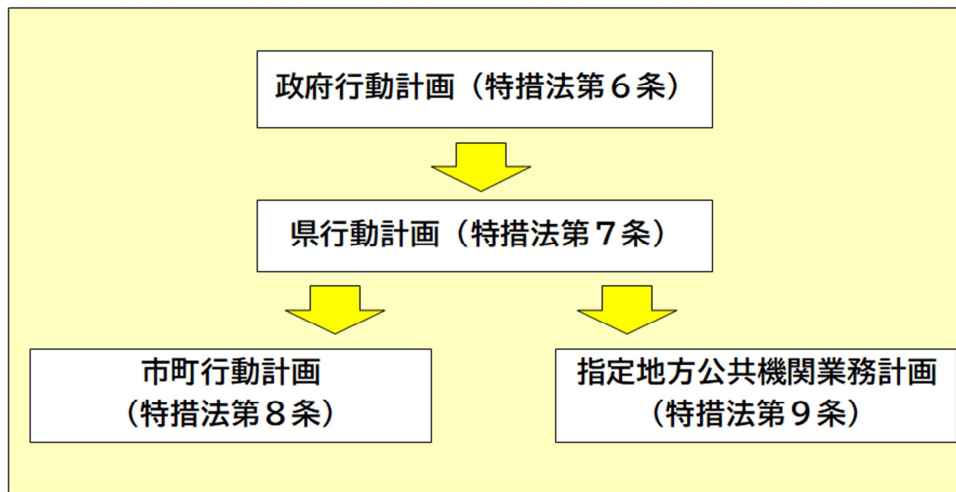 政府行動計画（特措法第６条）
県行動計画（特措法第７条）
市町行動計画
（特措法第８条）
指定地方公共機関業務計画
（特措法第９条）